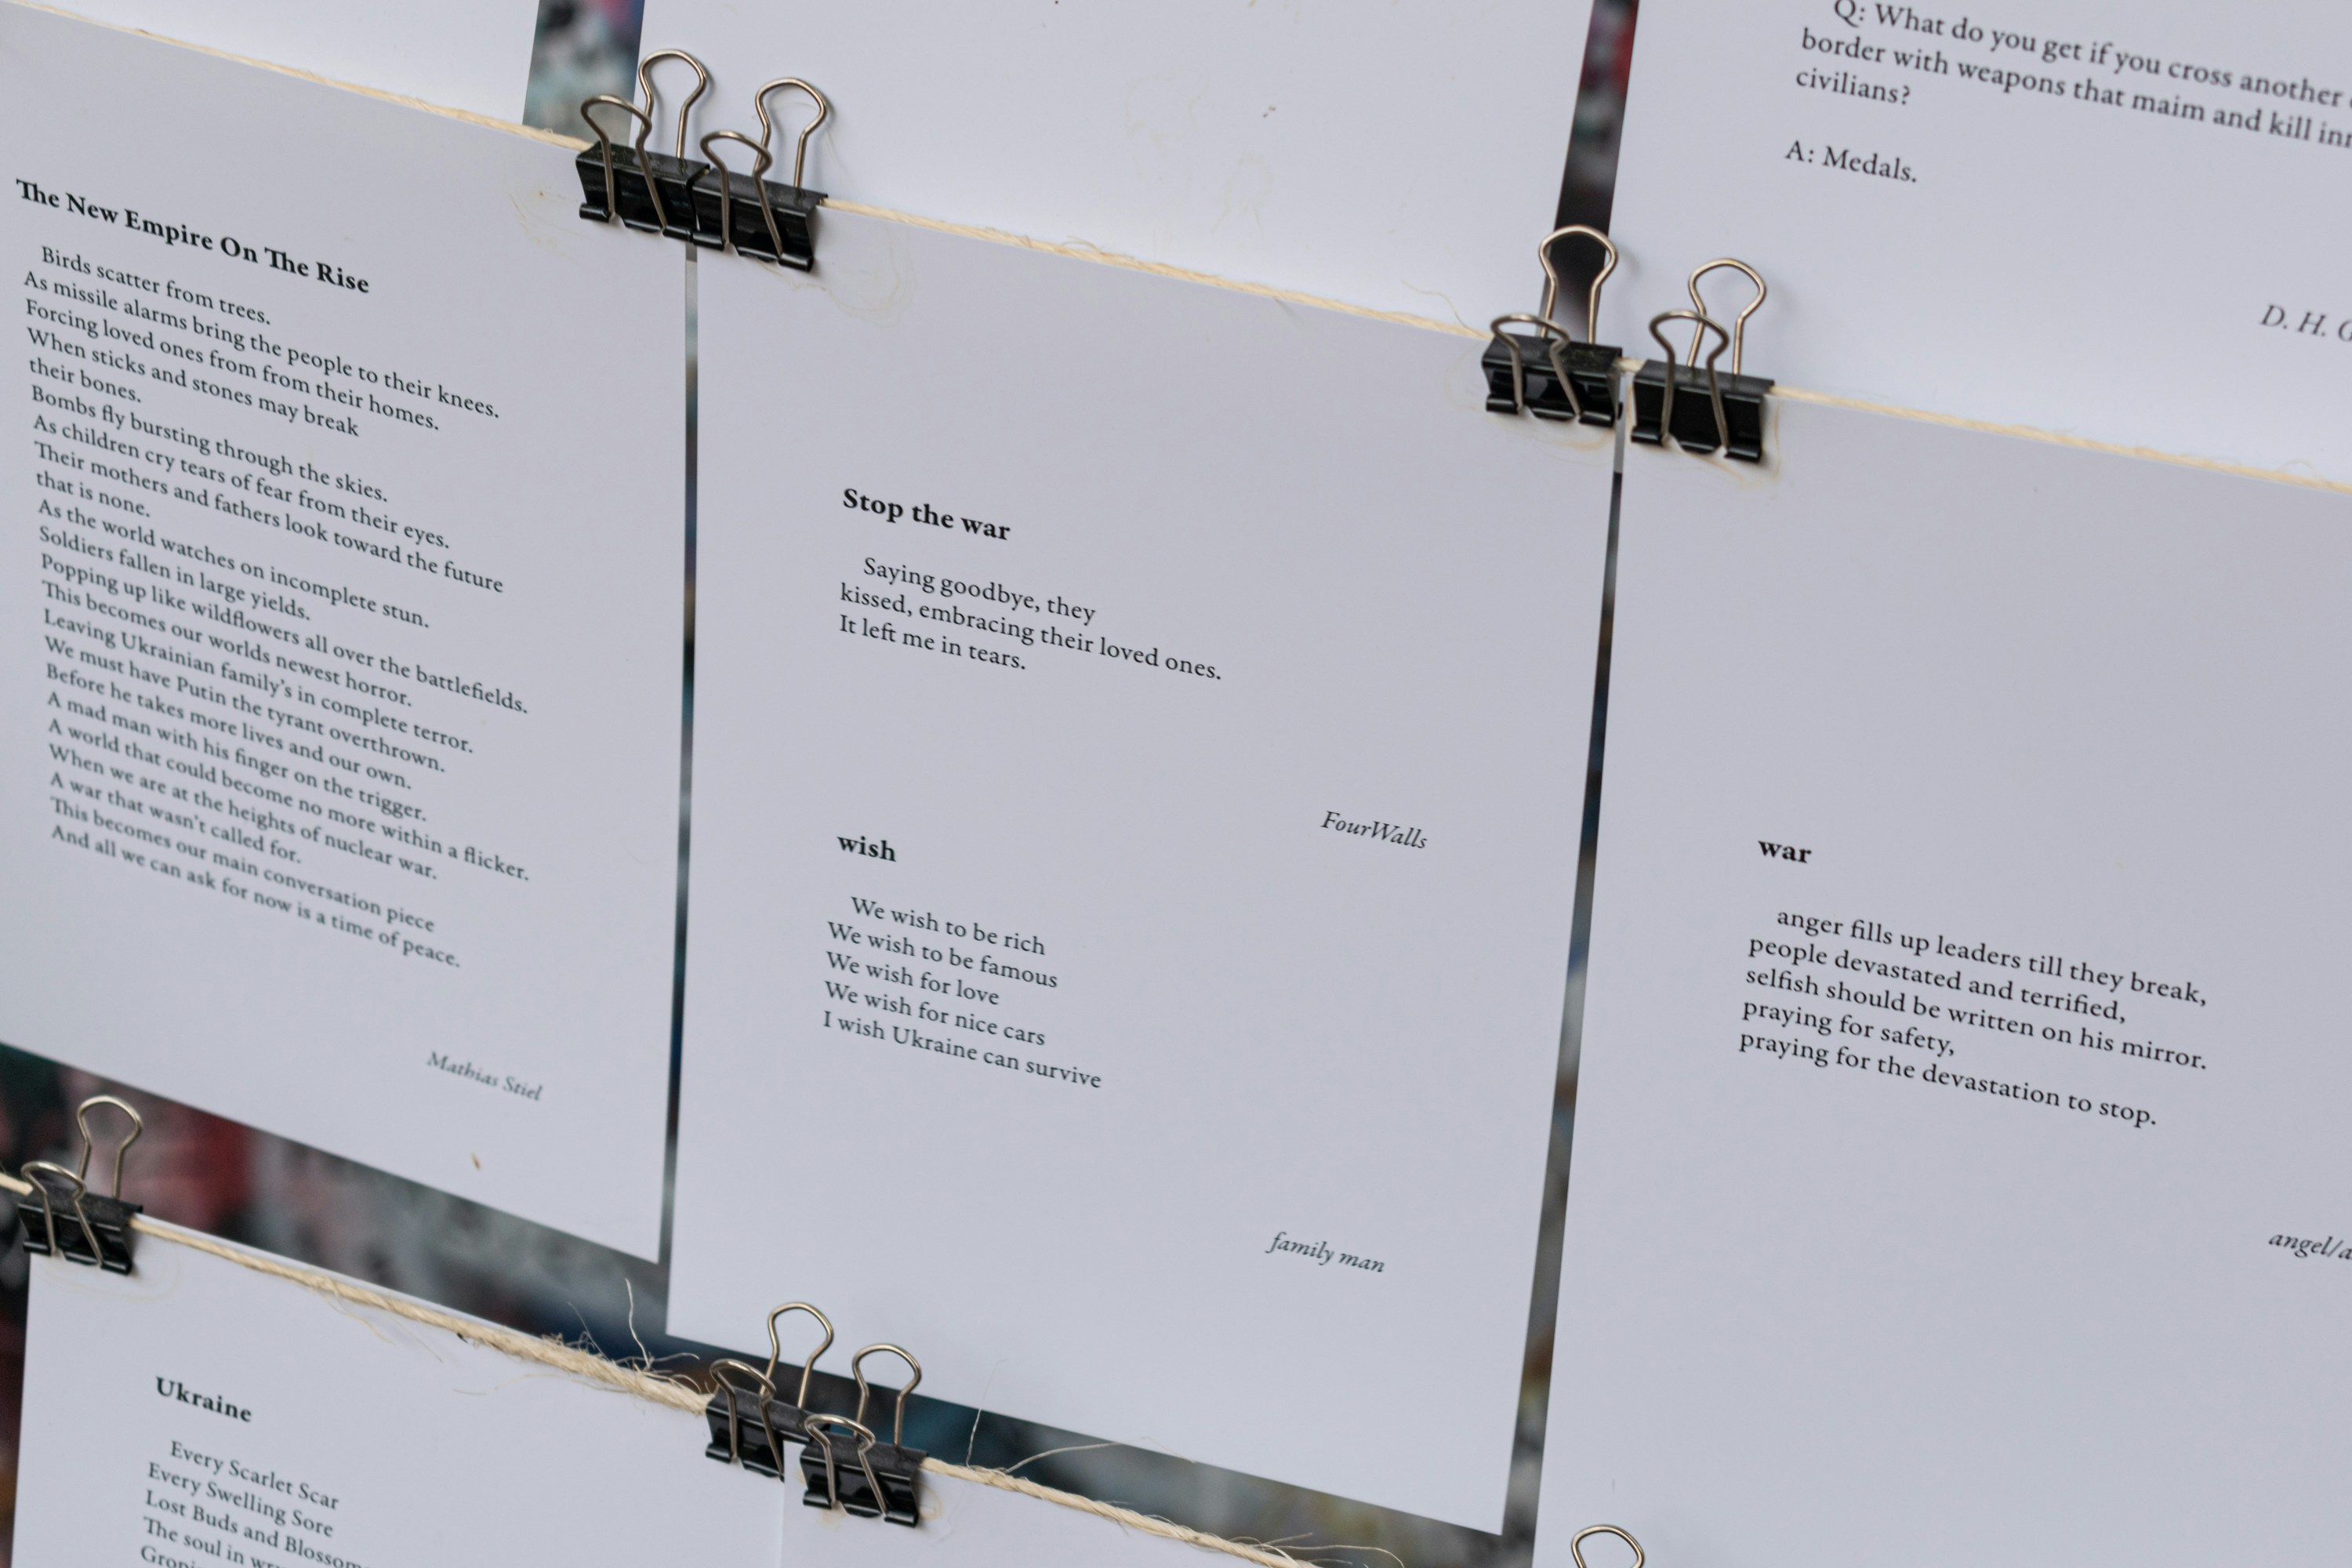 Q: What do you get if you cross another
border with weapons that maim and kill
civilians?
A: Medals.
D. H.
The New Empire On The Rise
Birds scatter from trees.
As missile alarms bring the people to their knees.
Forcing loved ones from from their homes.
When sticks and stones may break
their bones.
Bombs fly bursting through the skies.
As children cry tears of fear from their eyes.
Their mothers and fathers look toward the future
that is none.
As the world watches on incomplete stun.
Soldiers fallen in large yields.
Popping up like wildflowers all over the battlefields.
This becomes our worlds newest horror.
Leaving Ukrainian family's in complete terror.
We must have Putin the tyrant overthrown.
Before he takes more lives and our own.
A mad man with his finger on the trigger.
A world that could become no more within a flicker.
When we are at the heights of nuclear war.
A war that wasn't called for.
This becomes our main conversation piece
And all we can ask for now is a time of peace.
Mathias Stiel
Stop the war
Saying goodbye, they
kissed, embracing their loved ones.
It left me in tears.
FourWalls
wish
We wish to be rich
We wish to be famous
We wish for love
We wish for nice cars
I wish Ukraine can survive
family man
war
anger fills up leaders till they break,
people devastated and terrified,
selfish should be written on his mirror.
praying for safety,
praying for the devastation to stop.
angel/a
Ukraine
Every Scarlet Scar
Every Swelling Sore
Lost Buds and Blossom
The soul in